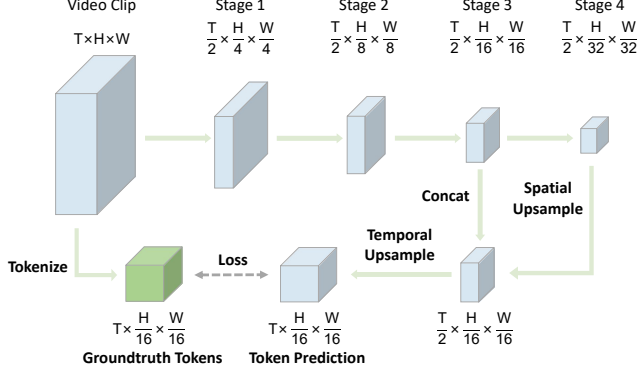 Video Clip Stage 1 Stage 2 Stage 3 Stage 4
T×H×W T/2 × H/4 × W/4 T/2 × H/8 × W/8 T/2 × H/16 × W/16 T/2 × H/32 × W/32
Concat
Spatial
Upsample
Tokenize
Loss
Temporal
Upsample
T× H/16 × W/16 T× H/16 × W/16 T/2 × H/16 × W/16
Groundtruth Tokens Token Prediction